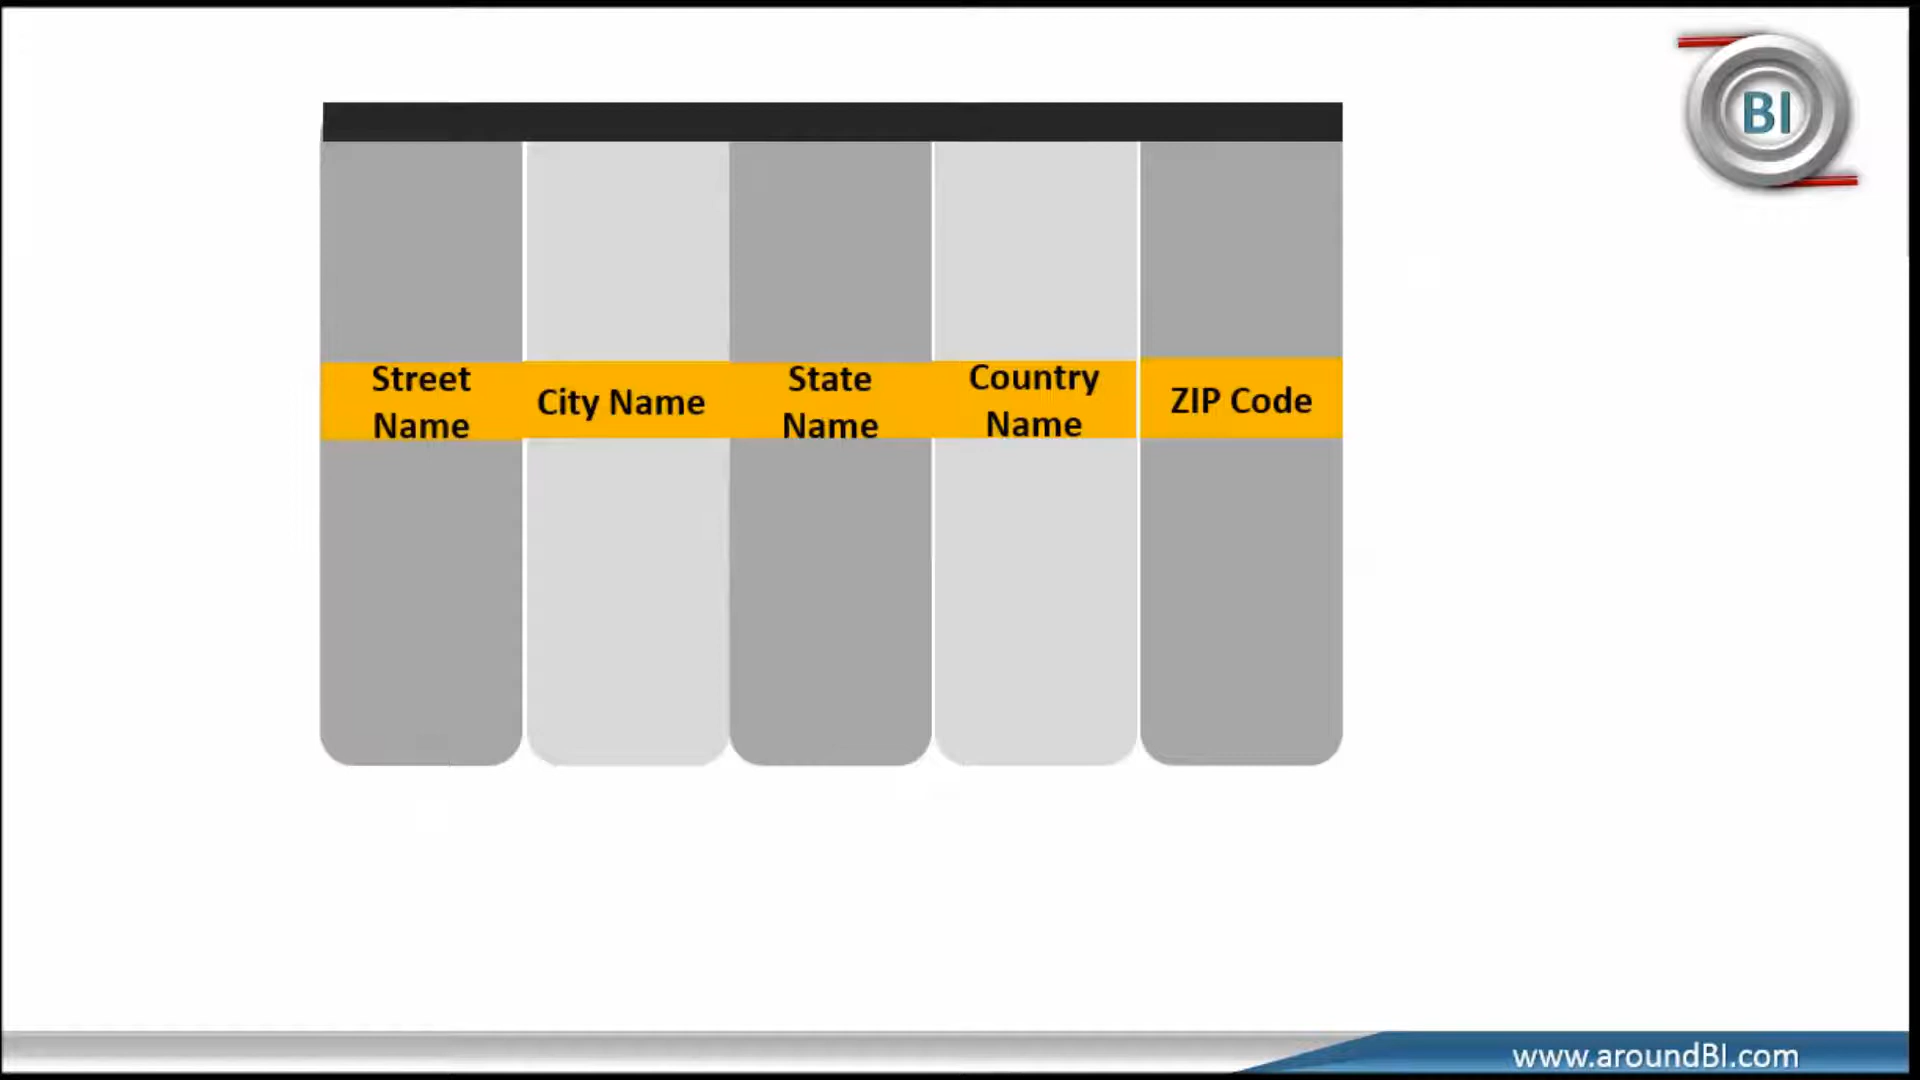 BI
Street
Name
City Name
State
Name
Country
Name
ZIP Code
www.aroundBI.com